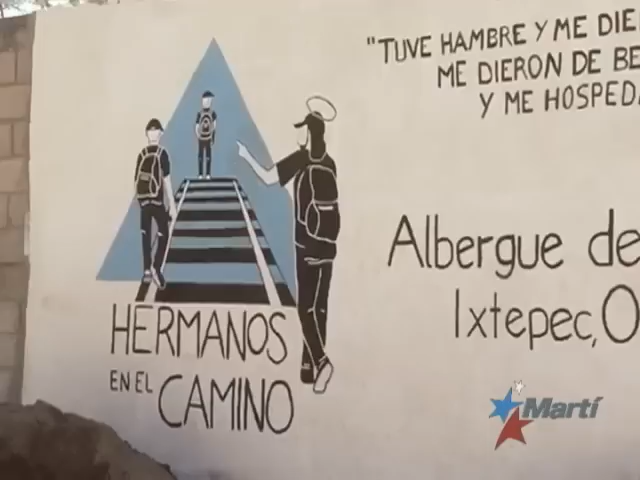 "TUVE HAMBRE Y ME DIE
ME DIERON DE BE
Y ME HOSPEDA
Albergue de
Ixtepec, O
HERMANOS
EN EL CAMINO
Martí